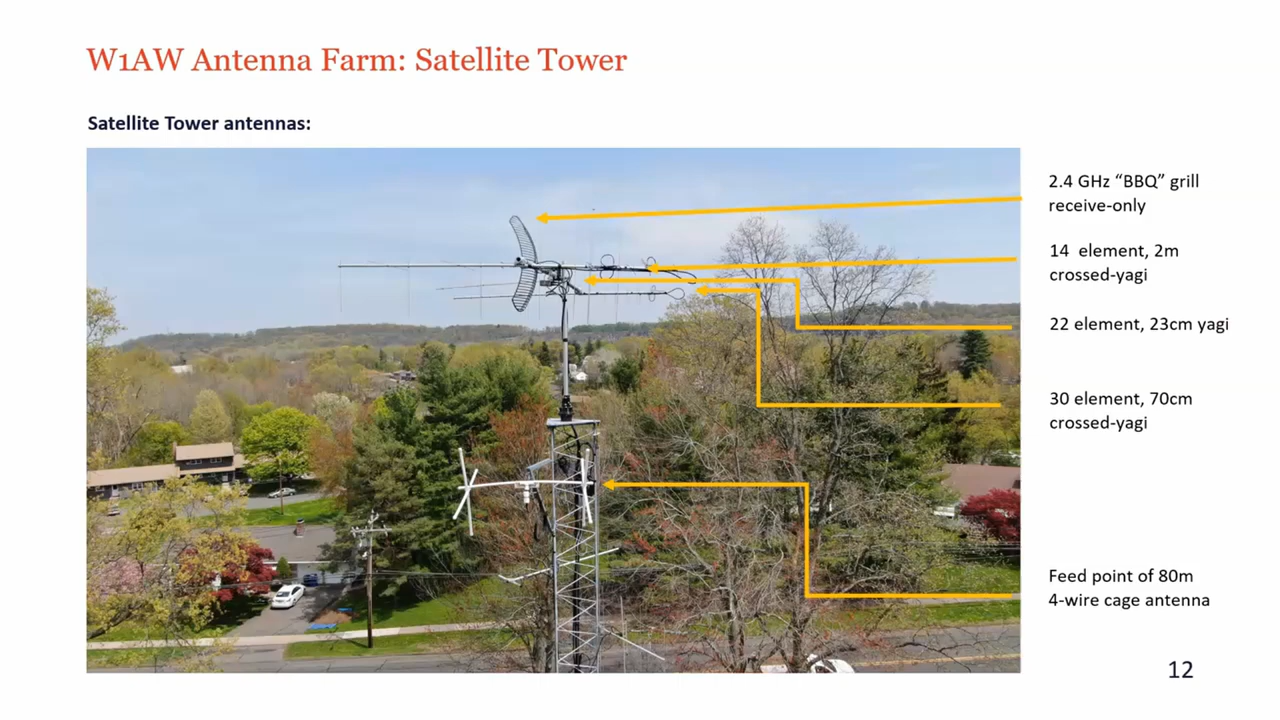 W1AW Antenna Farm: Satellite Tower
Satellite Tower antennas:
2.4 GHz “BBQ” grill
receive-only
14 element, 2m
crossed-yagi
22 element, 23cm yagi
30 element, 70cm
crossed-yagi
Feed point of 80m
4-wire cage antenna
12